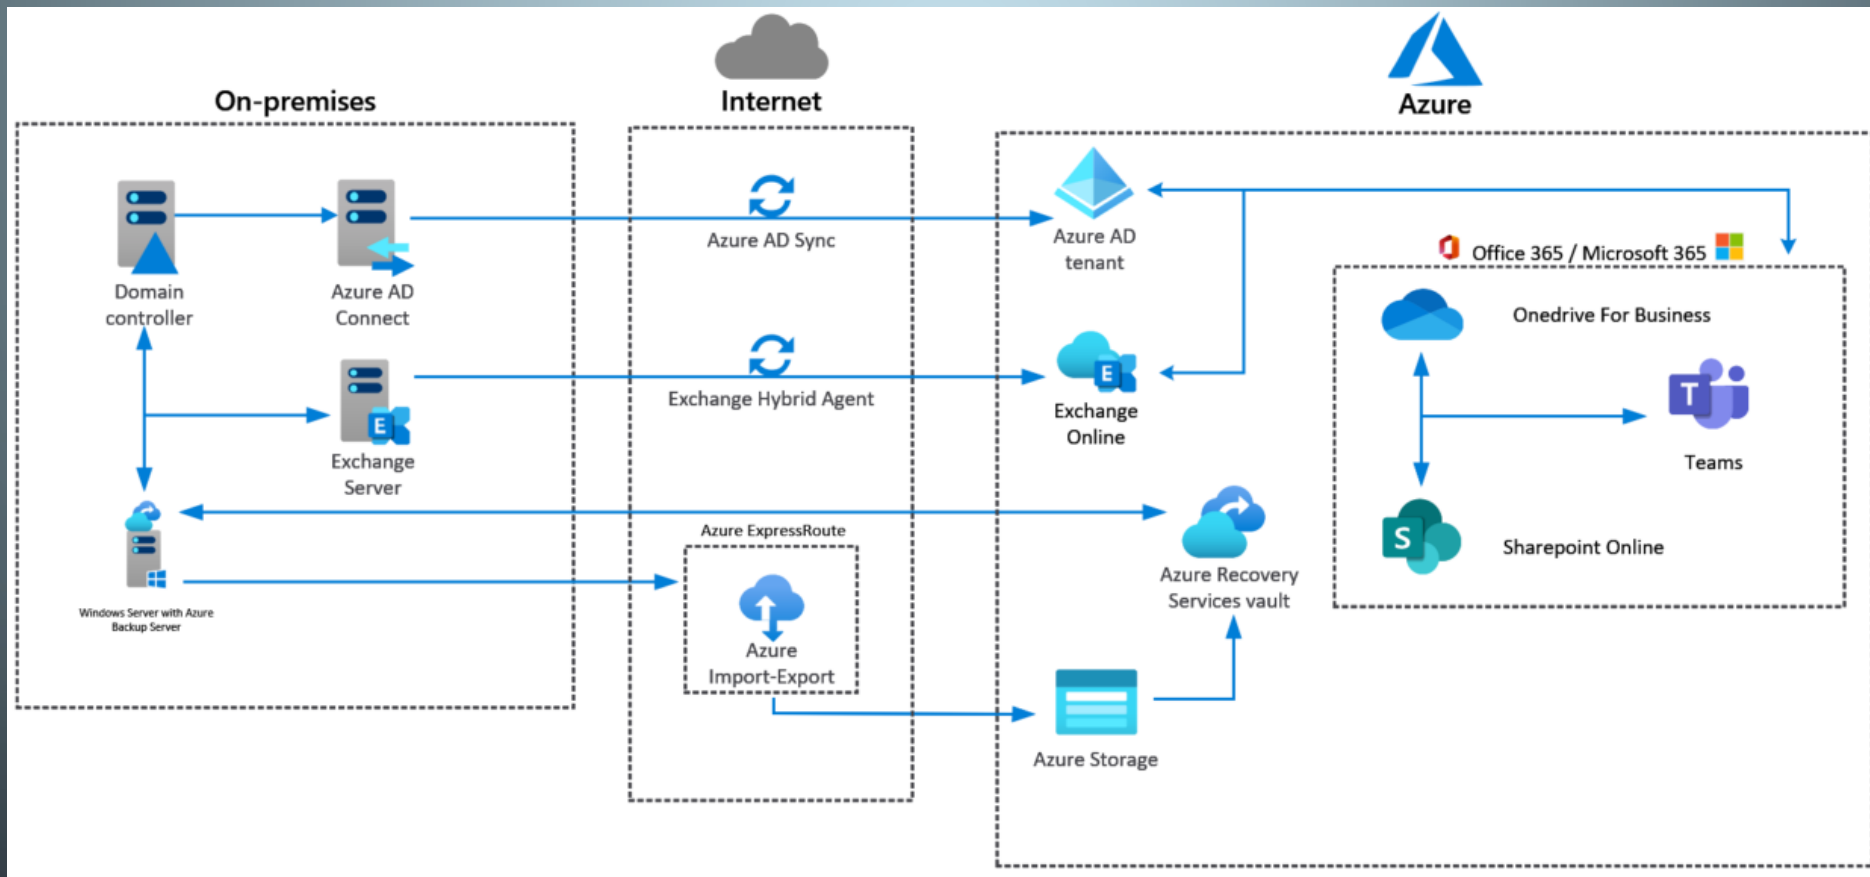 On-premises
Internet
Azure
Domain
controller
Azure AD
Connect
Azure AD Sync
Azure AD
tenant
Office 365 / Microsoft 365
Onedrive For Business
E
Exchange
Server
Exchange Hybrid Agent
E
Exchange
Online
T
Teams
Windows Server with Azure
Backup Server
Azure ExpressRoute
Azure
Import-Export
Azure Recovery
Services vault
S
Sharepoint Online
Azure Storage